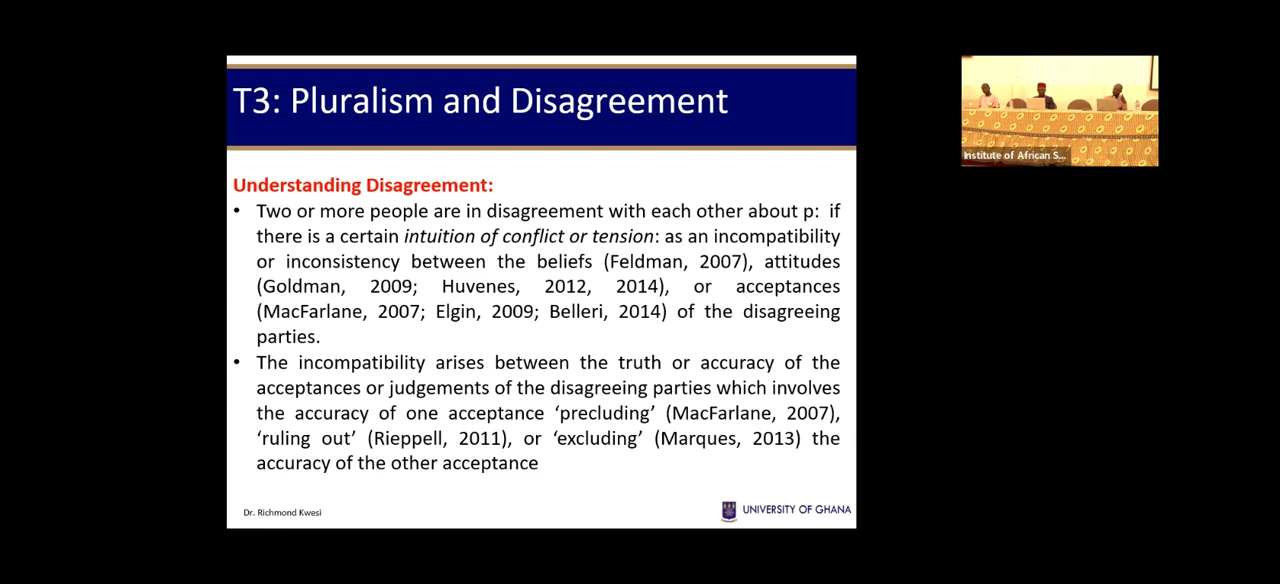 T3: Pluralism and Disagreement
Understanding Disagreement:
• Two or more people are in disagreement with each other about p: if
there is a certain intuition of conflict or tension: as an incompatibility
or inconsistency between the beliefs (Feldman, 2007), attitudes
(Goldman, 2009; Huvenes, 2012, 2014), or acceptances
(MacFarlane, 2007; Elgin, 2009; Belleri, 2014) of the disagreeing
parties.
• The incompatibility arises between the truth or accuracy of the
acceptances or judgements of the disagreeing parties which involves
the accuracy of one acceptance ‘precluding’ (MacFarlane, 2007),
‘ruling out’ (Rieppell, 2011), or ‘excluding’ (Marques, 2013) the
accuracy of the other acceptance
Dr. Richmond Kwesi
UNIVERSITY OF GHANA
Institute of African S...